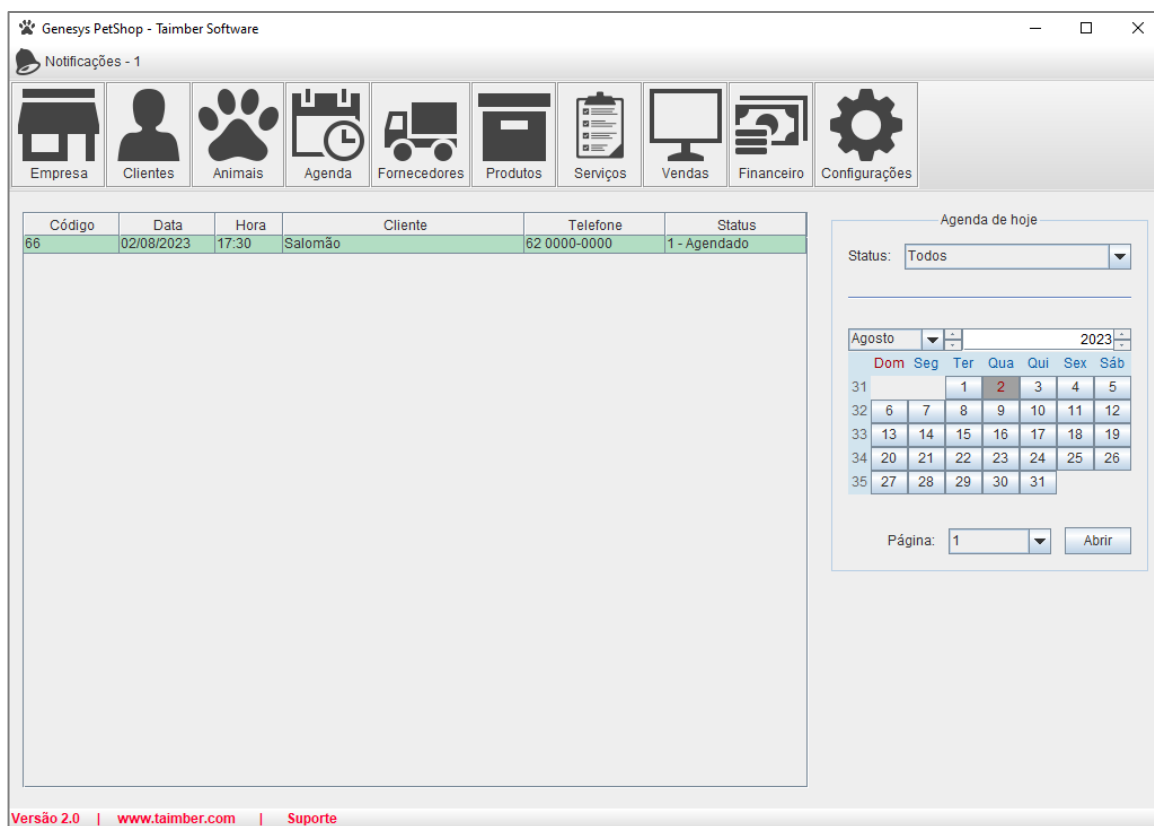 Genesys PetShop - Taimber Software
Notificações - 1
Empresa Clientes Animais Agenda Fornecedores Produtos Serviços Vendas Financeiro Configurações
Código Data Hora Cliente Telefone Status
66 02/08/2023 17:30 Salomão 62 0000-0000 1 - Agendado
Agenda de hoje
Status: Todos
Agosto 2023
Dom Seg Ter Qua Qui Sex Sáb
31 1 2 3 4 5
32 6 7 8 9 10 11 12
33 13 14 15 16 17 18 19
34 20 21 22 23 24 25 26
35 27 28 29 30 31
Página: 1 Abrir
Versão 2.0 | www.taimber.com | Suporte